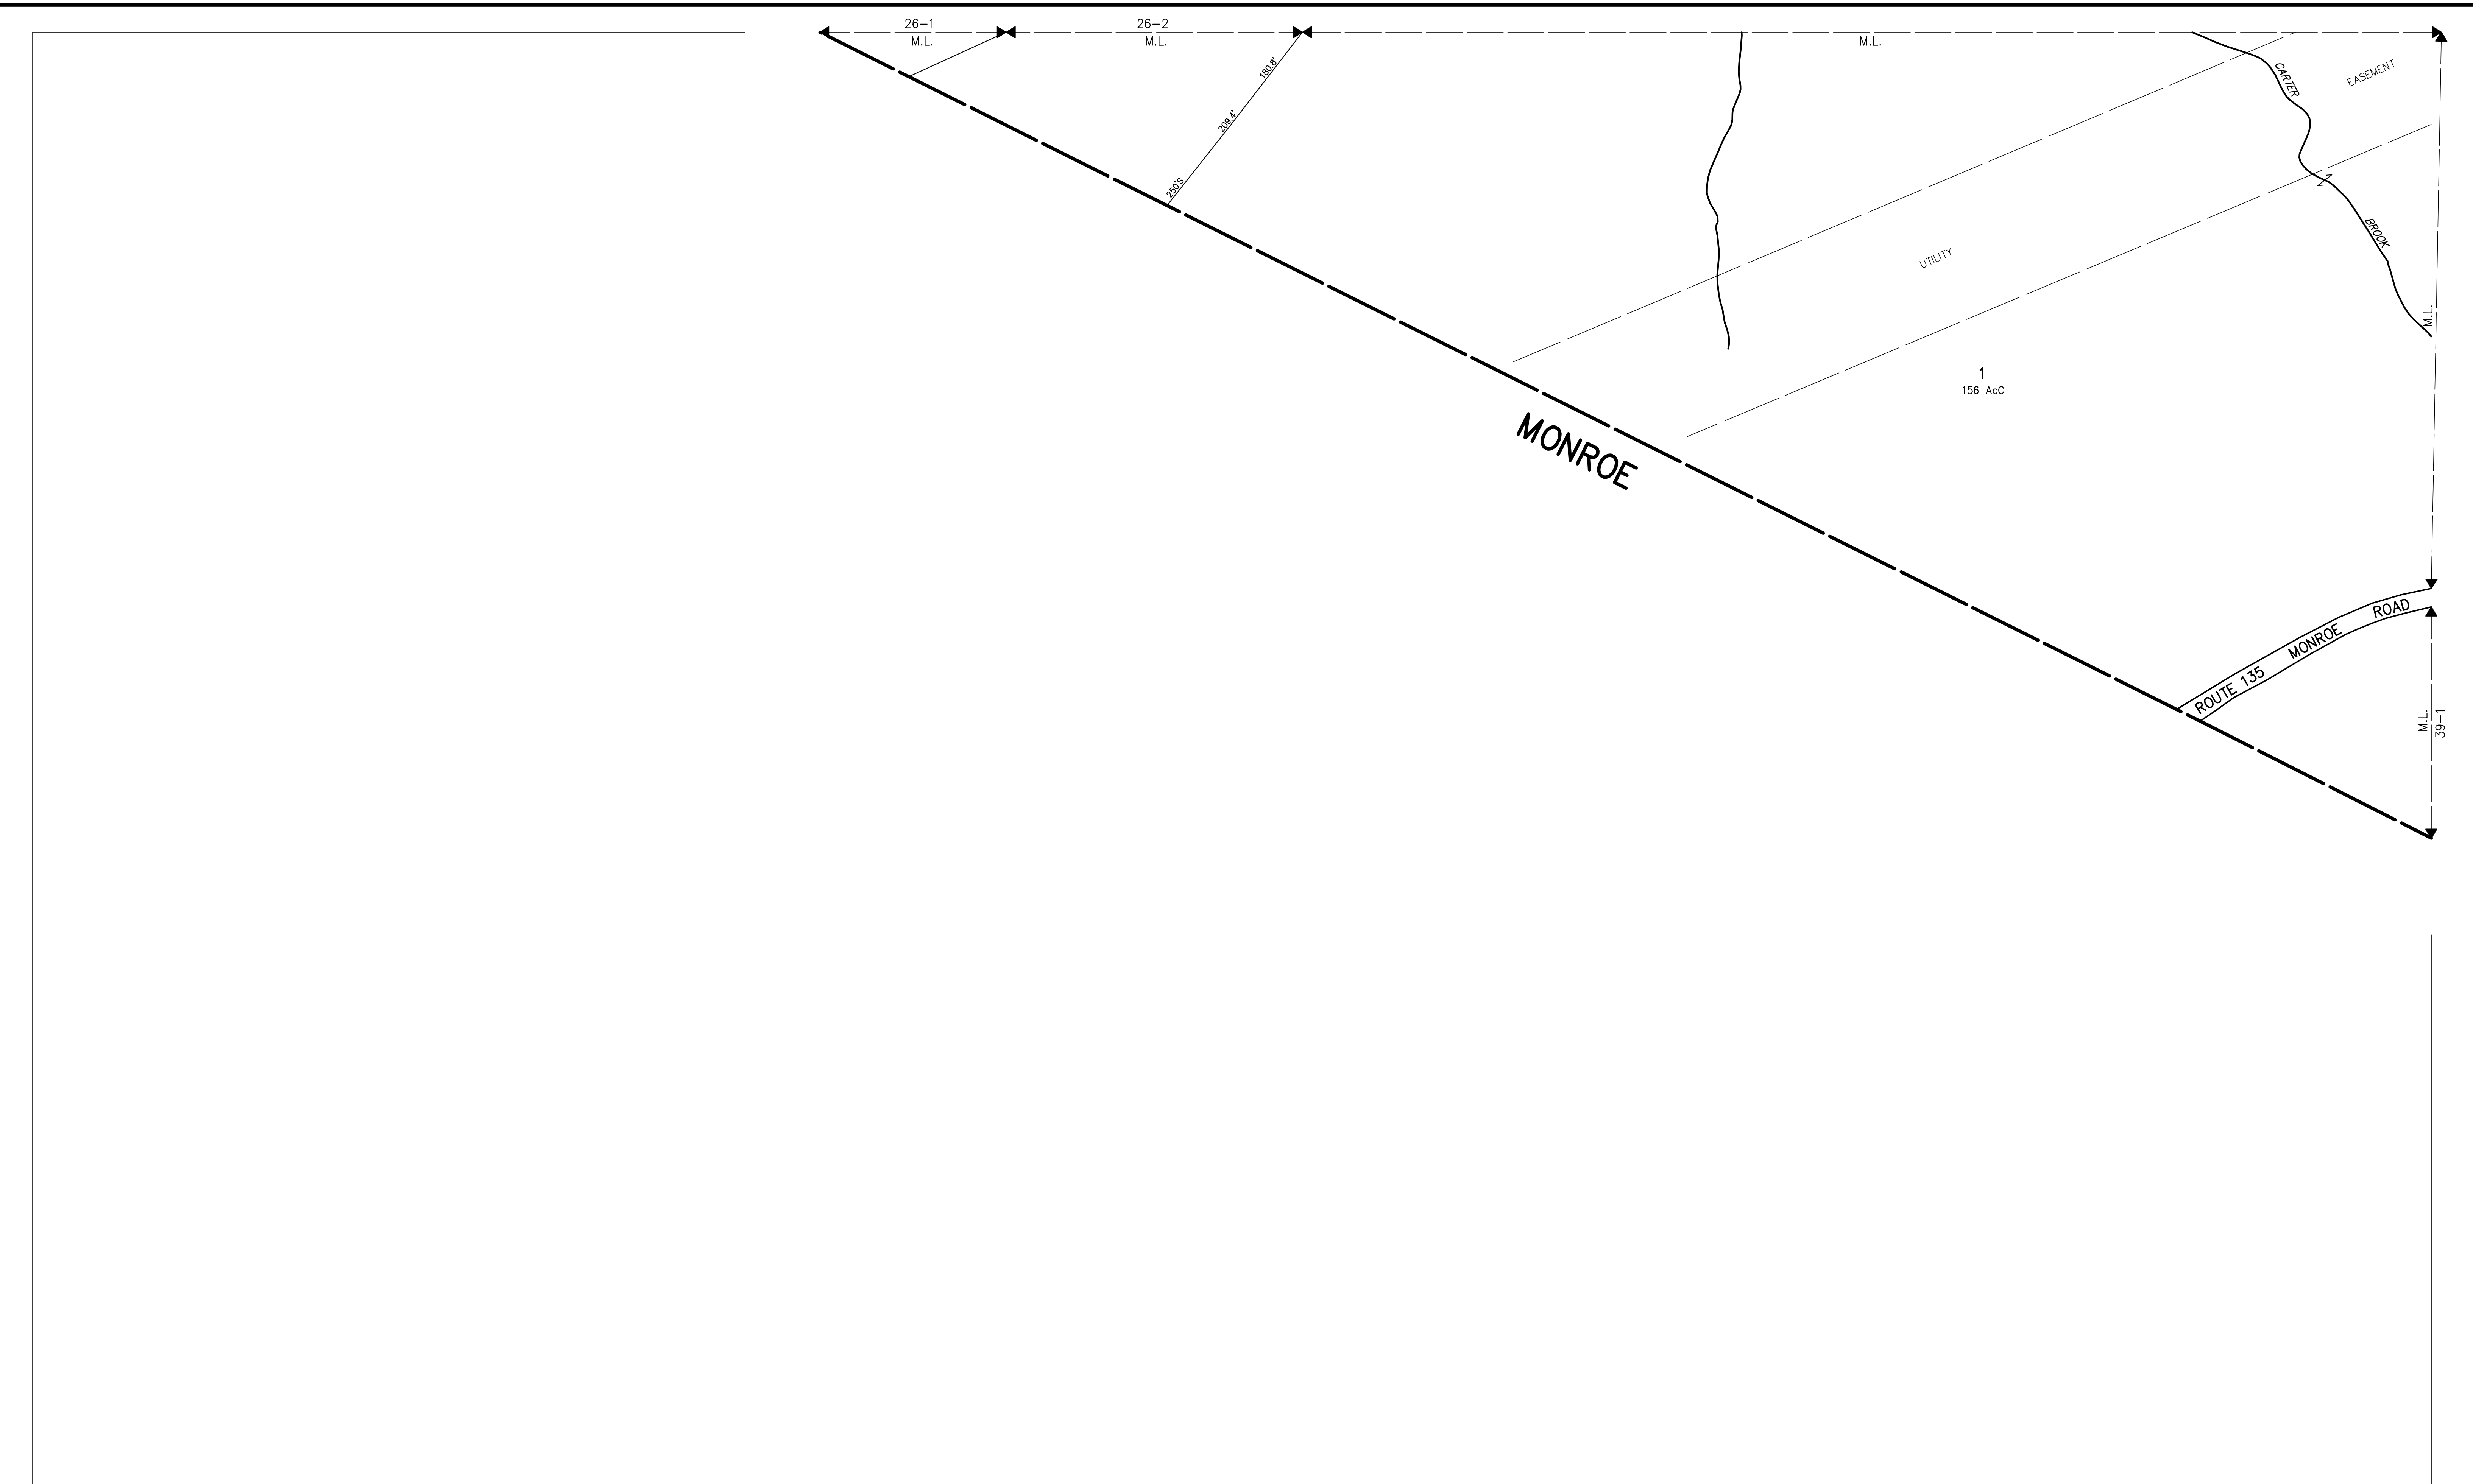 26-1
M.L.
26-2
M.L.
M.L.
180.8'
209.4'
250'S
CARTER
BROOK
EASEMENT
UTILITY
M.L.
1
156 AcC
MONROE
ROUTE 135 MONROE ROAD
M.L.
39-1